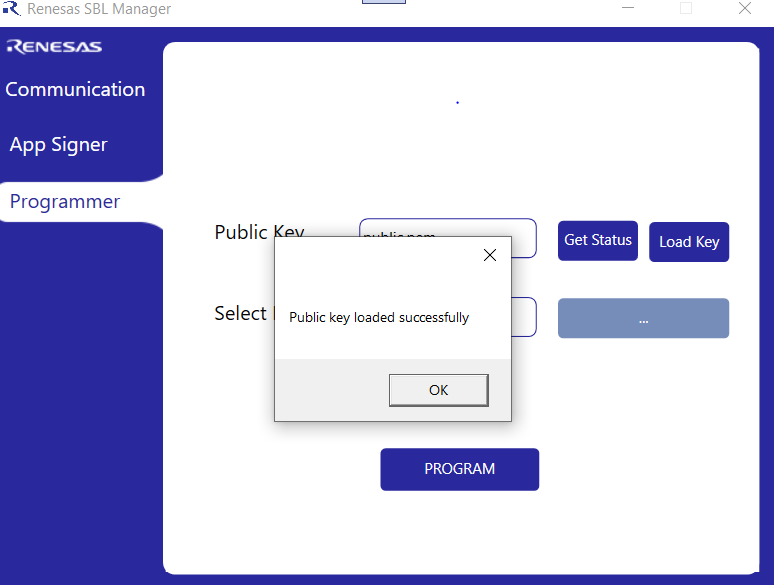 Renesas SBL Manager
RENESAS
Communication
App Signer
Programmer
Public Key
Get Status
Load Key
Public key loaded successfully
Select
...
OK
PROGRAM